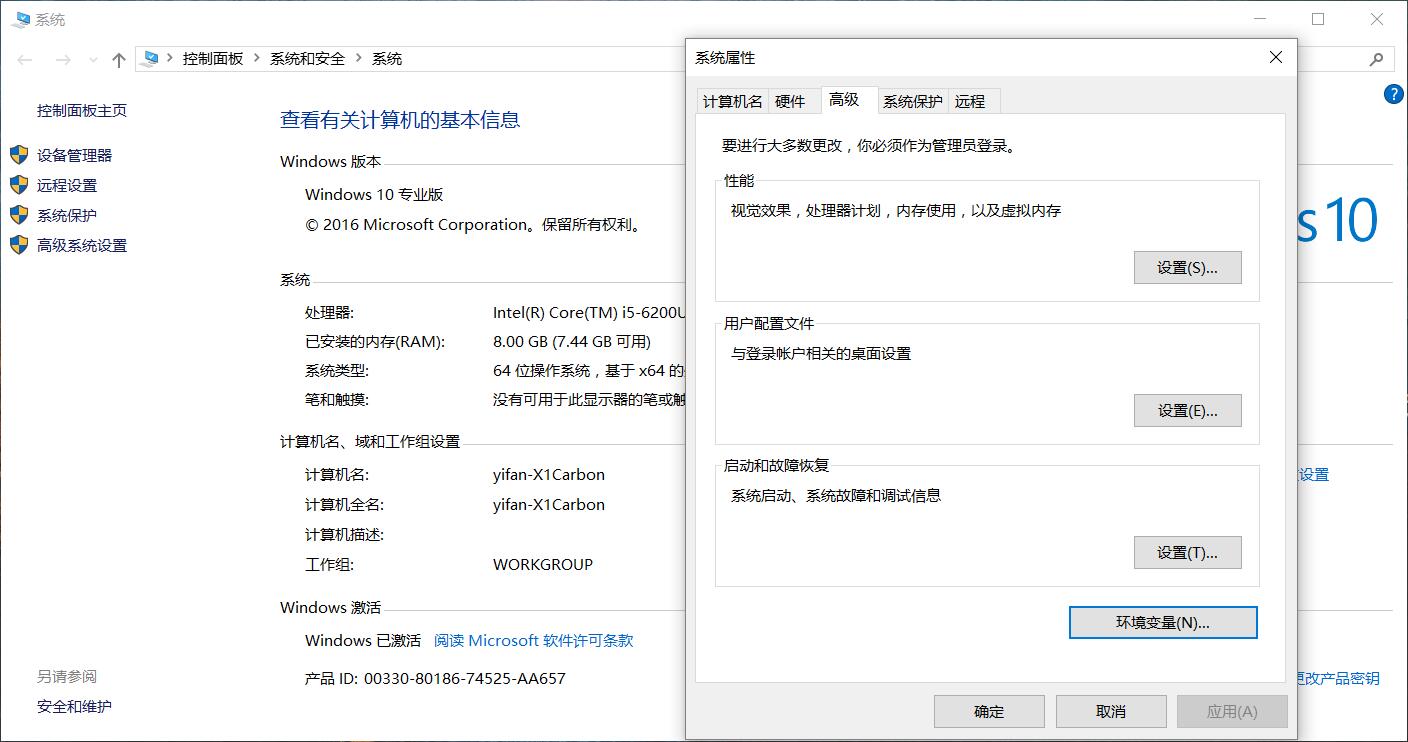 系统
控制面板 系统和安全 系统
控制面板主页
设备管理器
远程设置
系统保护
高级系统设置
另请参阅
安全和维护
查看有关计算机的基本信息
Windows 版本
Windows 10 专业版
© 2016 Microsoft Corporation。保留所有权利。
系统
处理器: Intel(R) Core(TM) i5-6200U
已安装的内存(RAM): 8.00 GB (7.44 GB 可用)
系统类型: 64 位操作系统，基于 x64 的
笔和触摸: 没有可用于此显示器的笔或触
计算机名、域和工作组设置
计算机名: yifan-X1Carbon
计算机全名: yifan-X1Carbon
计算机描述:
工作组: WORKGROUP
Windows 激活
Windows 已激活 阅读 Microsoft 软件许可条款
产品 ID: 00330-80186-74525-AA657
s 10
设置
更改产品密钥
系统属性
计算机名 硬件 高级 系统保护 远程
要进行大多数更改，你必须作为管理员登录。
性能
视觉效果，处理器计划，内存使用，以及虚拟内存
设置(S)...
用户配置文件
与登录帐户相关的桌面设置
设置(E)...
启动和故障恢复
系统启动、系统故障和调试信息
设置(T)...
环境变量(N)...
确定 取消 应用(A)